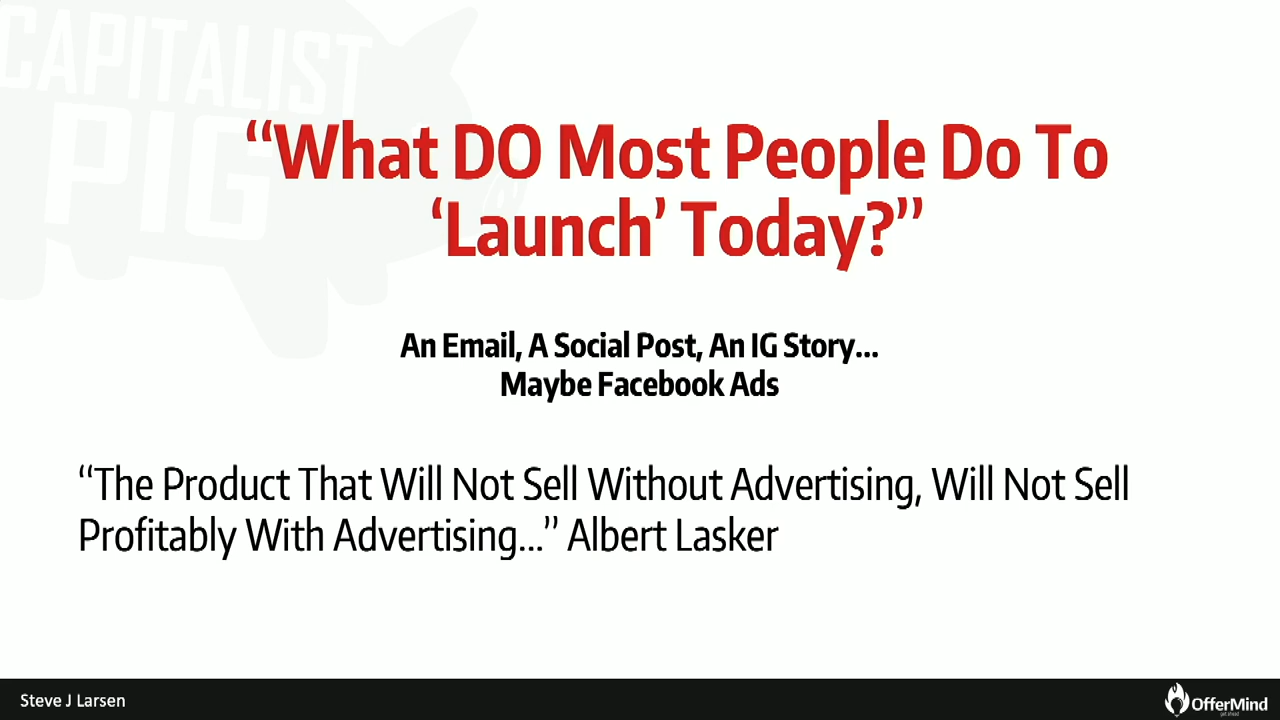 CAPITALIST
PIG
“What DO Most People Do To
‘Launch’ Today?”
An Email, A Social Post, An IG Story...
Maybe Facebook Ads
“The Product That Will Not Sell Without Advertising, Will Not Sell
Profitably With Advertising...” Albert Lasker
Steve J Larsen
OfferMind
get ahead